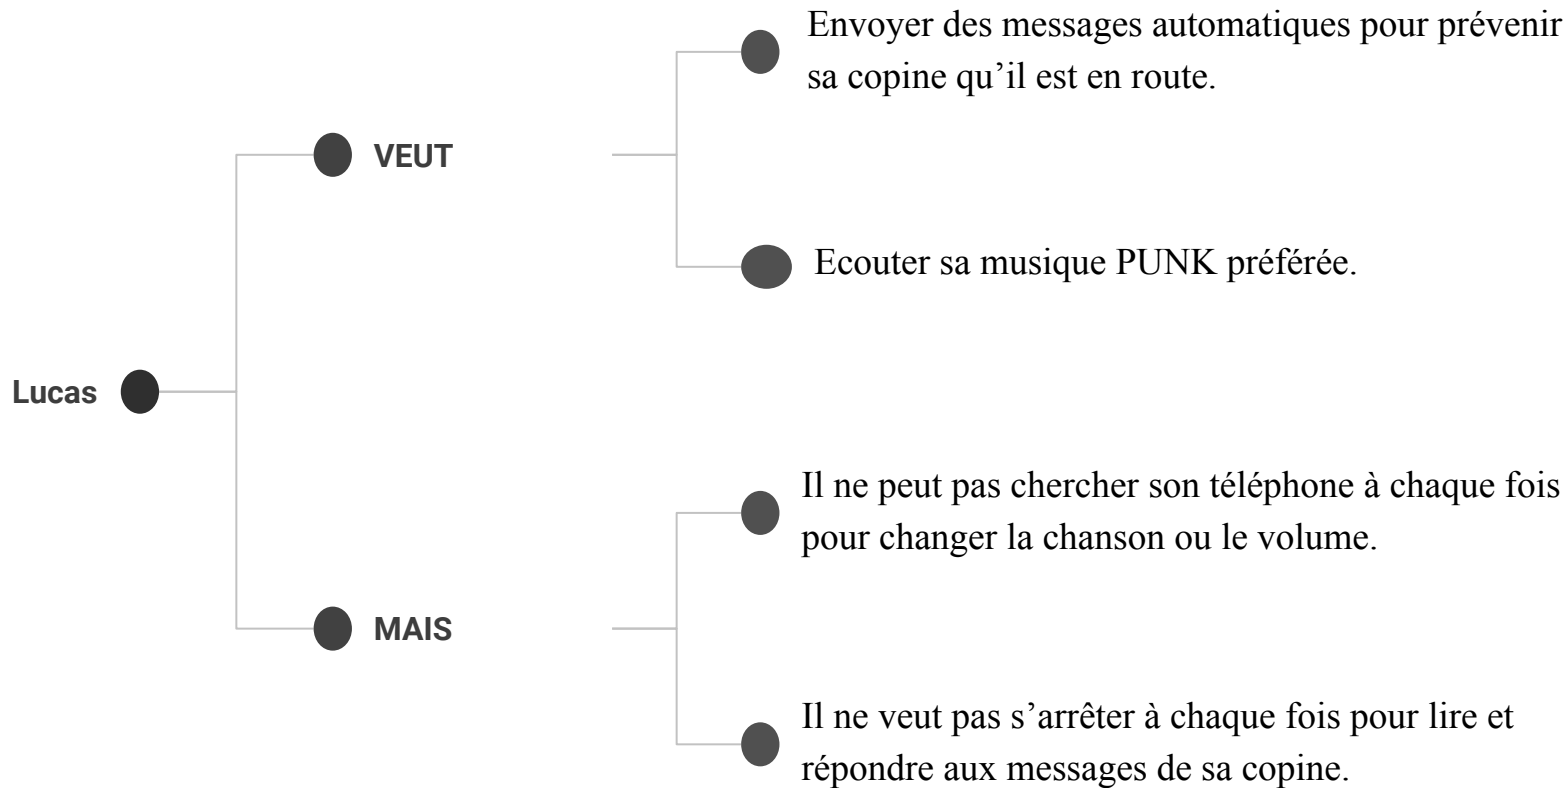 Envoyer des messages automatiques pour prévenir
sa copine qu’il est en route.
VEUT
Ecouter sa musique PUNK préférée.
Lucas
Il ne peut pas chercher son téléphone à chaque fois
pour changer la chanson ou le volume.
MAIS
Il ne veut pas s’arrêter à chaque fois pour lire et
répondre aux messages de sa copine.